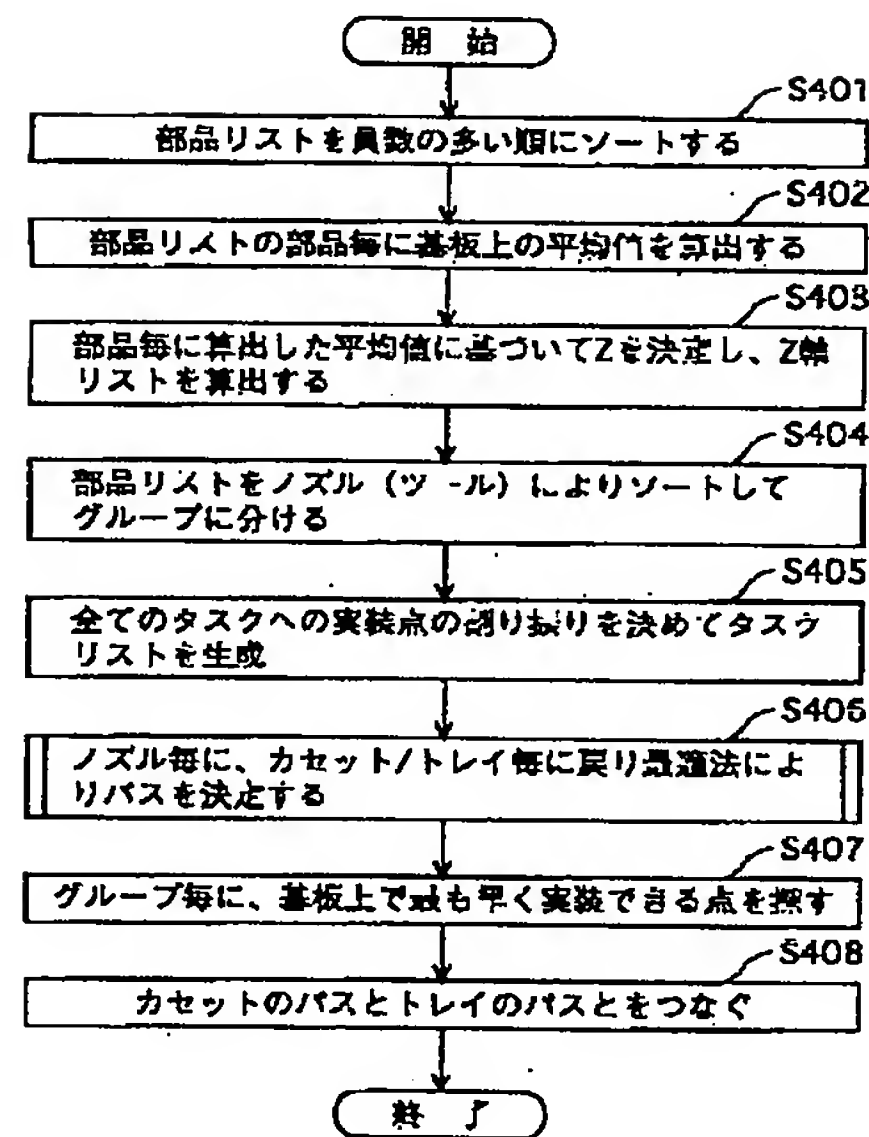 開 始
S401
部品リストを員数の多い順にソートする
S402
部品リストの部品毎に基板上の平均値を算出する
S403
部品毎に算出した平均値に基づいてZを決定し、Z軸
リストを算出する
S404
部品リストをノズル（ツール）によりソートして
グループに分ける
S405
全てのタスクへの実装点の割り振りを決めてタスク
リストを生成
S406
ノズル毎に、カセット/トレイ毎に戻り最適法によ
りパスを決定する
S407
グループ毎に、基板上で最も早く実装できる点を探す
S408
カセットのパスとトレイのパスとをつなぐ
終 了